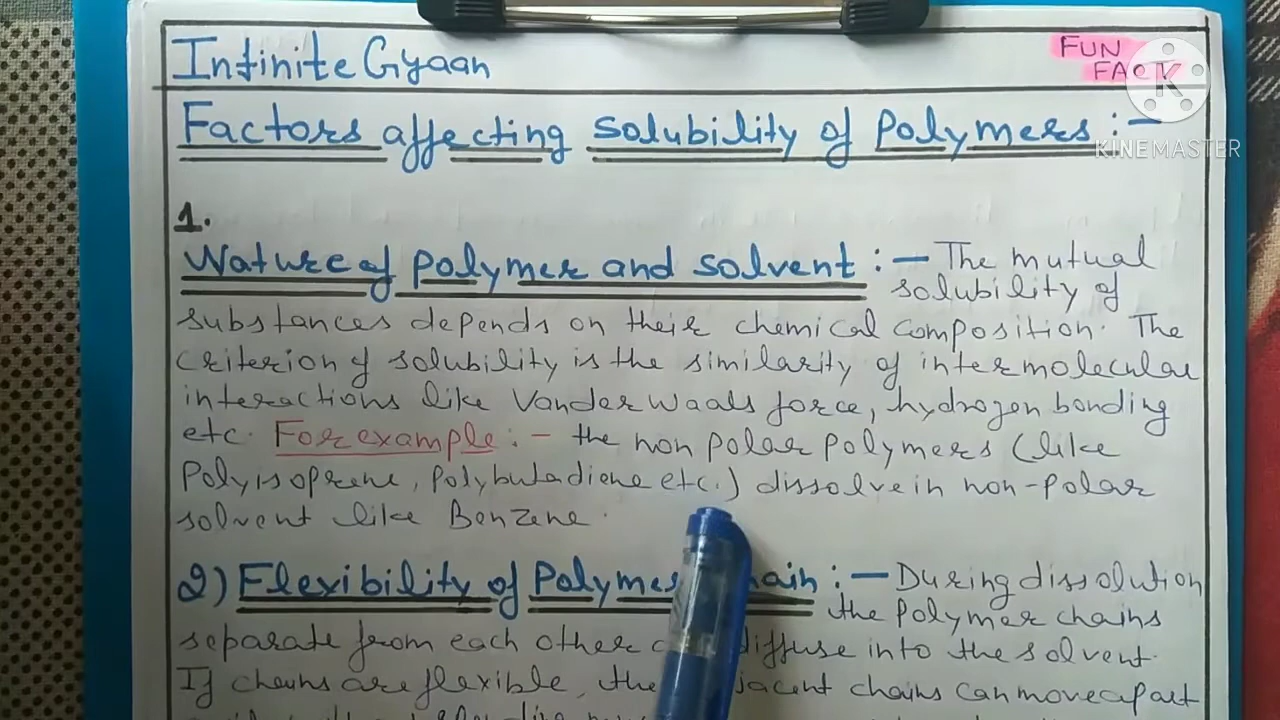 Infinite Gyaan
FUN
FACK
KINEMASTER
Factors affecting solubility of Polymers :-
1.
Nature of polymer and solvent :- The mutual
solubility of
substances depends on their chemical composition. The
criterion of solubility is the similarity of intermolecular
interactions like Vander Waals force, hydrogen bonding
etc. For example :- the non polar polymers (like
Polyisoprene, polybutadiene etc.) dissolve in non-polar
solvent like Benzene.
2) Flexibility of Polymer chain :- During dissolution
the polymer chains
separate from each other diffuse into the solvent.
If chains are flexible, the jacent chains can move apart